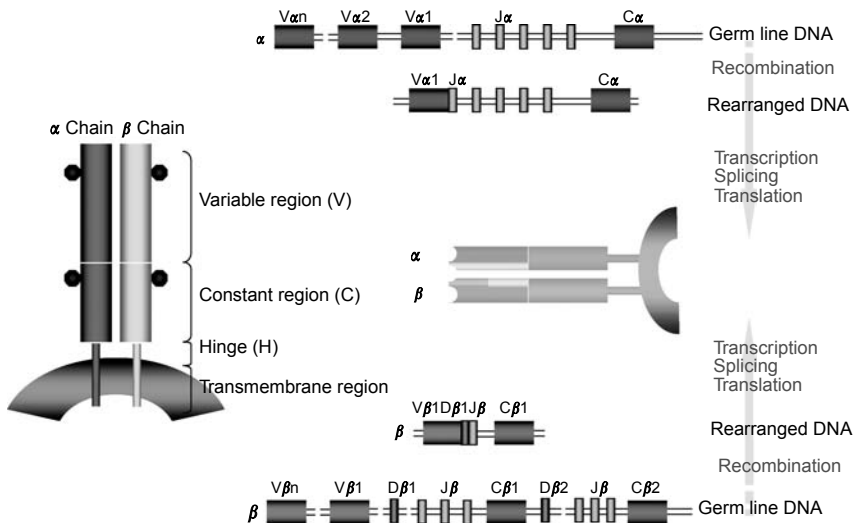 Vαn Vα2 Vα1 Jα Cα
α Germ line DNA
Recombination
Vα1 Jα Cα
Rearranged DNA
α Chain β Chain
Transcription
Splicing
Translation
Variable region (V)
α
Constant region (C)
β
Hinge (H)
Transmembrane region
Transcription
Splicing
Translation
Vβ1Dβ1Jβ Cβ1
β Rearranged DNA
Recombination
Vβn Vβ1 Dβ1 Jβ Cβ1 Dβ2 Jβ Cβ2
β Germ line DNA